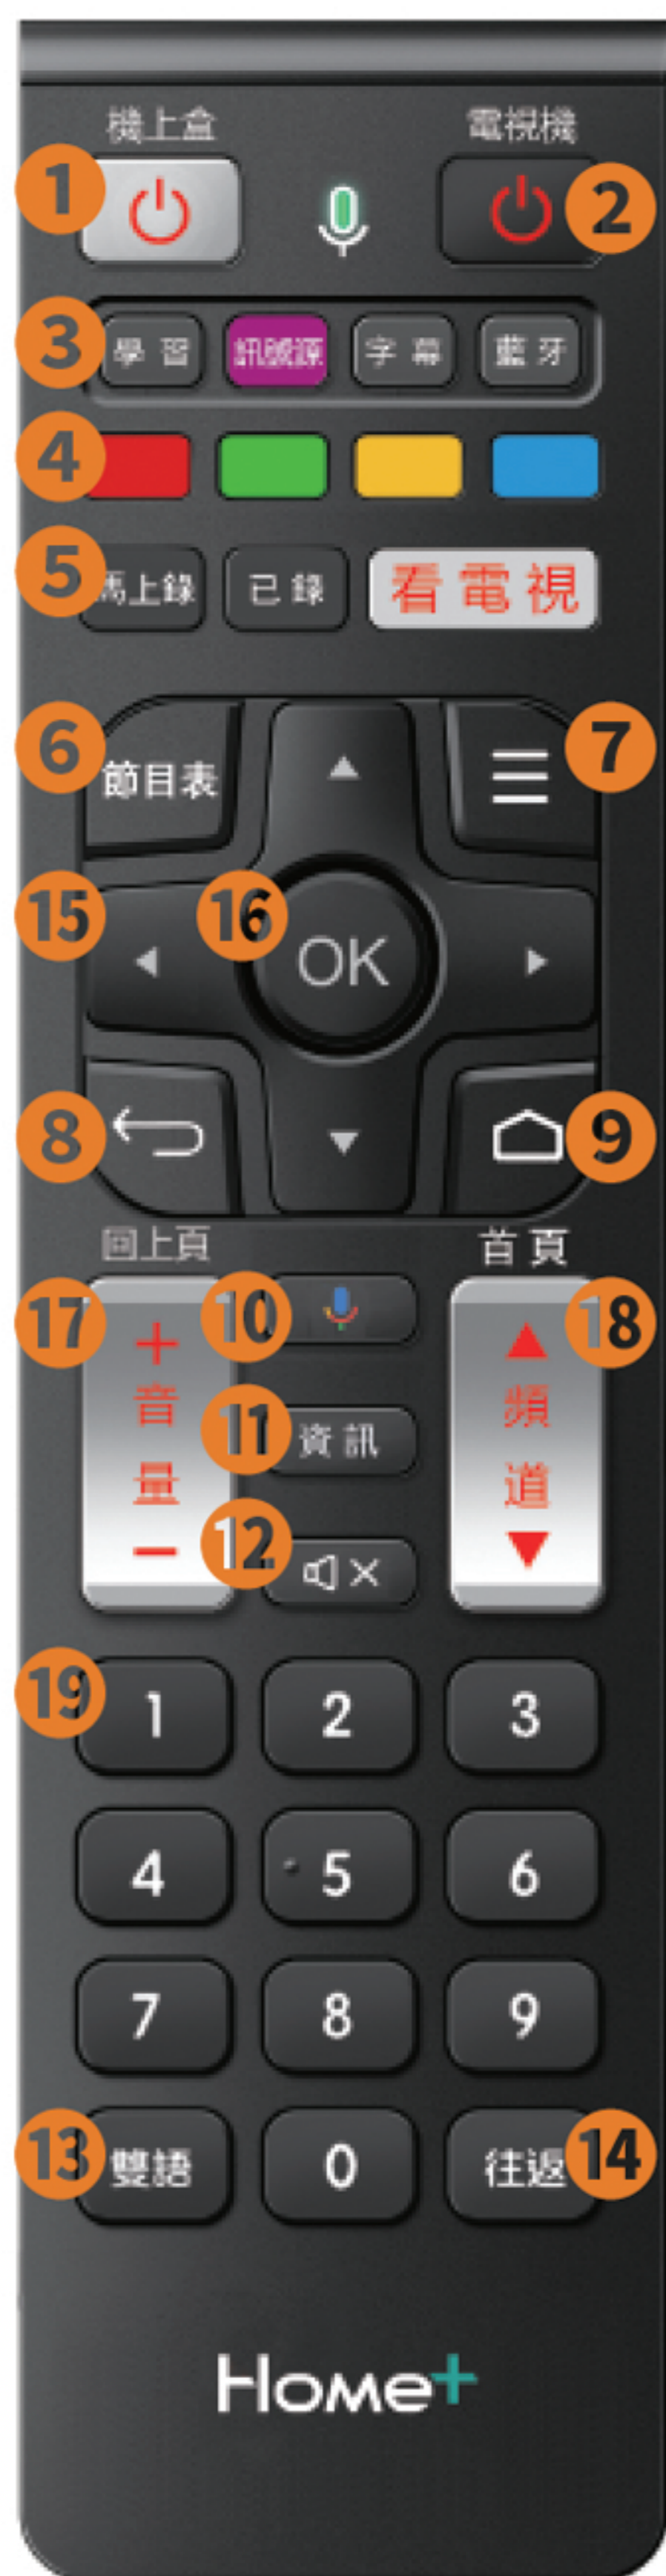 機上盒 電視機
1 2
3 學習 訊號源 字幕 藍牙
4
5 馬上錄 已錄 看電視
6 節目表 7
15 16 OK
8 9
回上頁 首頁
17 + 音量 − 10 18 頻道
11 資訊
12
19 1 2 3
4 5 6
7 8 9
13 雙語 0 往返 14
Home+